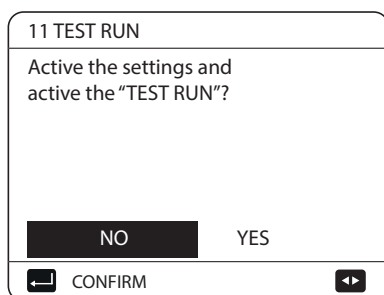 11 TEST RUN
Active the settings and
active the “TEST RUN”?
NO YES
CONFIRM